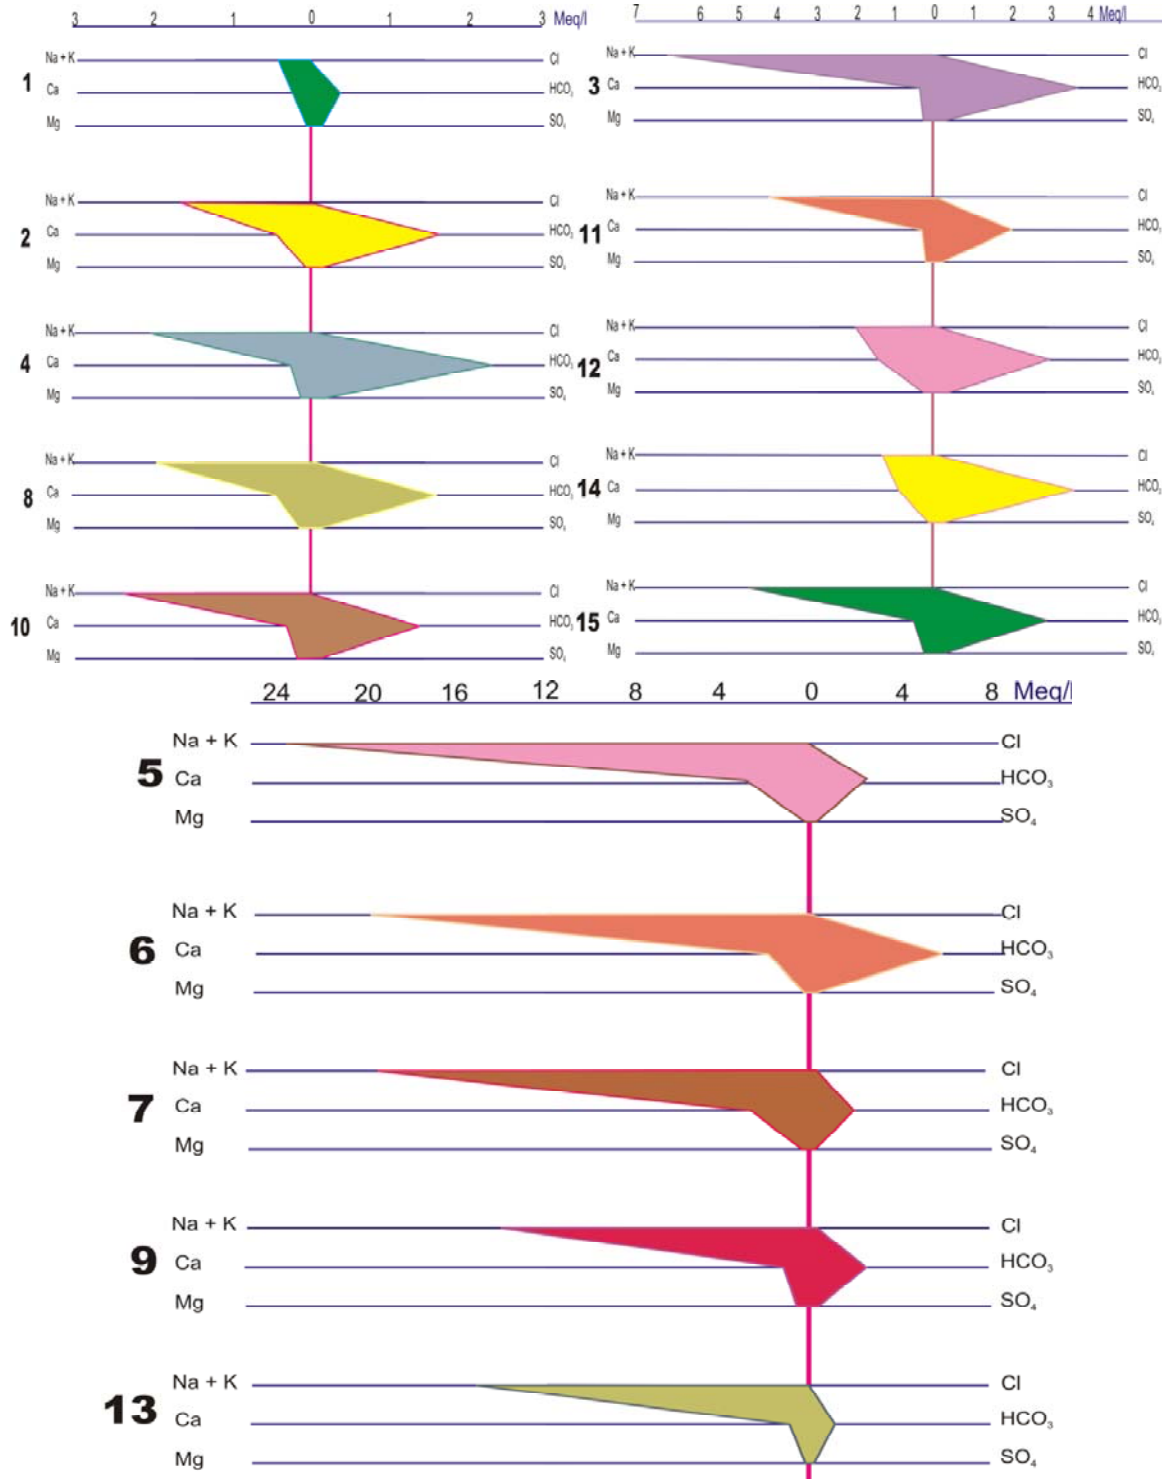 3 2 1 0 1 2 3 Meq/l
Na + K Cl
1 Ca HCO₃
Mg SO₄
Na + K Cl
2 Ca HCO₃
Mg SO₄
Na + K Cl
4 Ca HCO₃
Mg SO₄
Na + K Cl
8 Ca HCO₃
Mg SO₄
Na + K Cl
10 Ca HCO₃
Mg SO₄
7 6 5 4 3 2 1 0 1 2 3 4 Meq/l
Na + K Cl
3 Ca HCO₃
Mg SO₄
Na + K Cl
11 Ca HCO₃
Mg SO₄
Na + K Cl
12 Ca HCO₃
Mg SO₄
Na + K Cl
14 Ca HCO₃
Mg SO₄
Na + K Cl
15 Ca HCO₃
Mg SO₄
24 20 16 12 8 4 0 4 8 Meq/l
Na + K Cl
5 Ca HCO₃
Mg SO₄
Na + K Cl
6 Ca HCO₃
Mg SO₄
Na + K Cl
7 Ca HCO₃
Mg SO₄
Na + K Cl
9 Ca HCO₃
Mg SO₄
Na + K Cl
13 Ca HCO₃
Mg SO₄